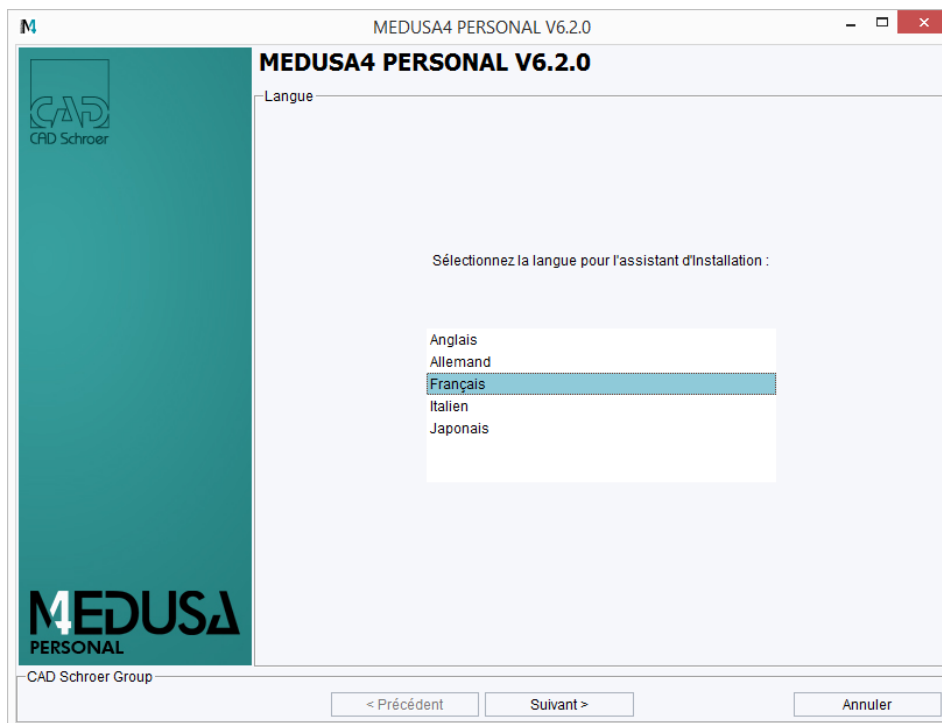 M4
MEDUSA4 PERSONAL V6.2.0
MEDUSA4 PERSONAL V6.2.0
CAD
CAD Schroer
Langue
Sélectionnez la langue pour l'assistant d'Installation :
Anglais
Allemand
Français
Italien
Japonais
M4EDUSA
PERSONAL
CAD Schroer Group
< Précédent
Suivant >
Annuler